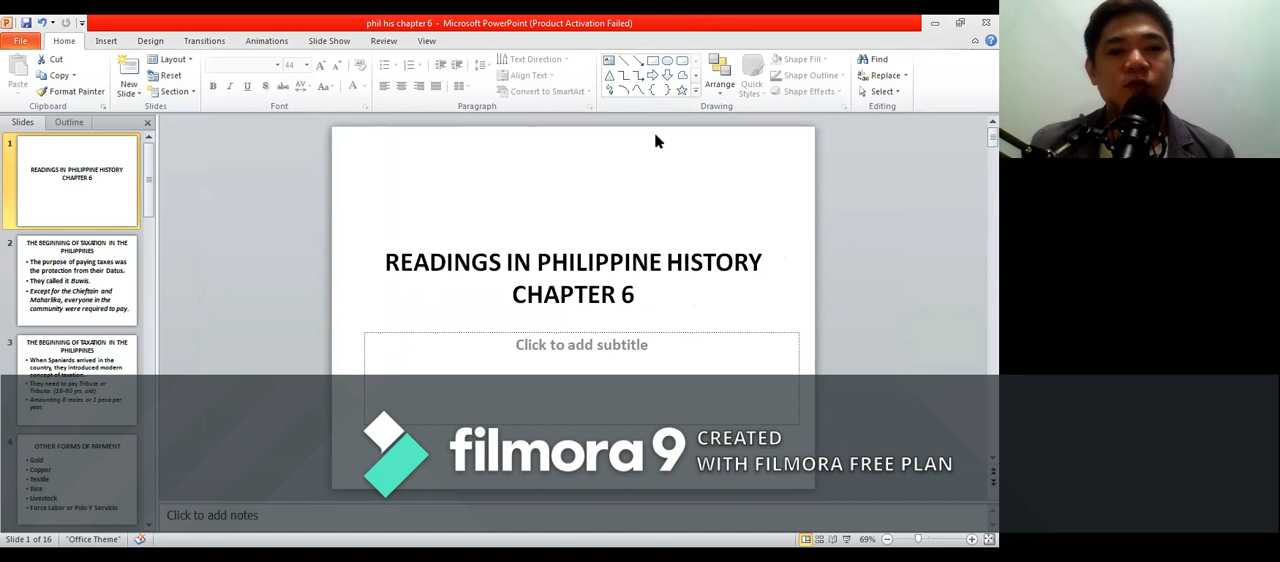 phil his chapter 6 - Microsoft PowerPoint (Product Activation Failed)
File Home Insert Design Transitions Animations Slide Show Review View
Paste
Cut
Copy
Format Painter
Clipboard
New Slide
Layout
Reset
Section
Slides
44
Font
Text Direction
Align Text
Convert to SmartArt
Paragraph
Arrange
Quick Styles
Shape Fill
Shape Outline
Shape Effects
Drawing
Find
Replace
Select
Editing
Slides Outline
1
READINGS IN PHILIPPINE HISTORY
CHAPTER 6
2
THE BEGINNING OF TAXATION IN THE
PHILIPPINES
• The purpose of paying taxes was
the protection from their Datus.
• They called it Buwis.
• Except for the Chieftain and
Maharlika, everyone in the
community were required to pay.
3
THE BEGINNING OF TAXATION IN THE
PHILIPPINES
• When Spaniards arrived in the
country, they introduced modern
concept of taxation.
• They need to pay Tribute or
Tributo. (16-60 yrs. old)
• Amounting 8 reales or 1 peso per
year.
4
OTHER FORMS OF PAYMENT
• Gold
• Copper
• Textile
• Rice
• Livestock
• Force Labor or Polo Y Servicio
READINGS IN PHILIPPINE HISTORY
CHAPTER 6
Click to add subtitle
filmora 9
CREATED
WITH FILMORA FREE PLAN
Click to add notes
Slide 1 of 16 "Office Theme" 69%